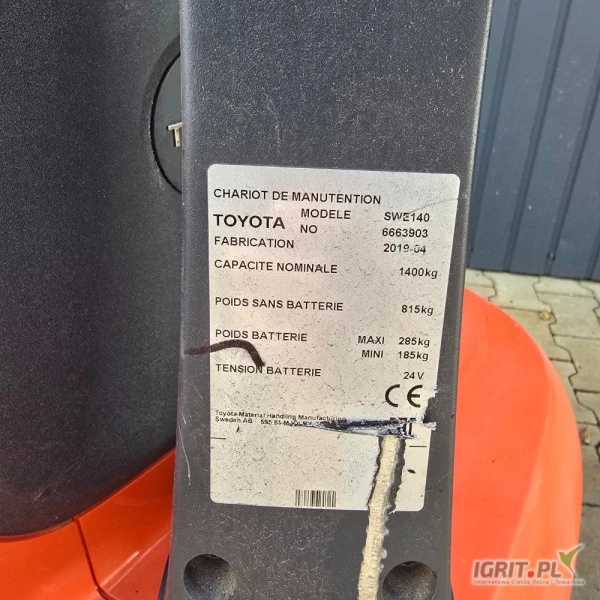 CHARIOT DE MANUTENTION
TOYOTA MODELE SWE140
NO 6663903
FABRICATION 2019-04
CAPACITE NOMINALE 1400kg
POIDS SANS BATTERIE 815kg
POIDS BATTERIE MAXI 285kg
MINI 185kg
TENSION BATTERIE 24V
CE
Toyota Material Handling Manufacturing
Sweden AB
IGRIT.PL